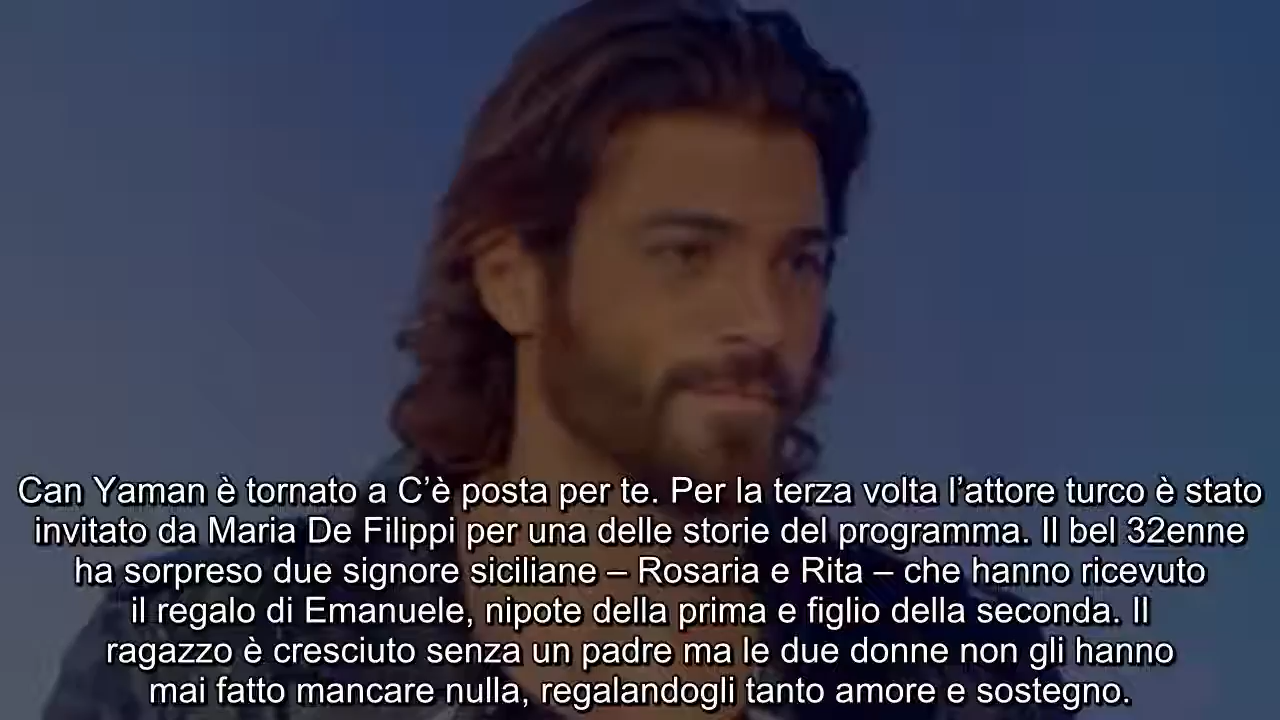 Can Yaman è tornato a C’è posta per te. Per la terza volta l’attore turco è stato
invitato da Maria De Filippi per una delle storie del programma. Il bel 32enne
ha sorpreso due signore siciliane – Rosaria e Rita – che hanno ricevuto
il regalo di Emanuele, nipote della prima e figlio della seconda. Il
ragazzo è cresciuto senza un padre ma le due donne non gli hanno
mai fatto mancare nulla, regalandogli tanto amore e sostegno.